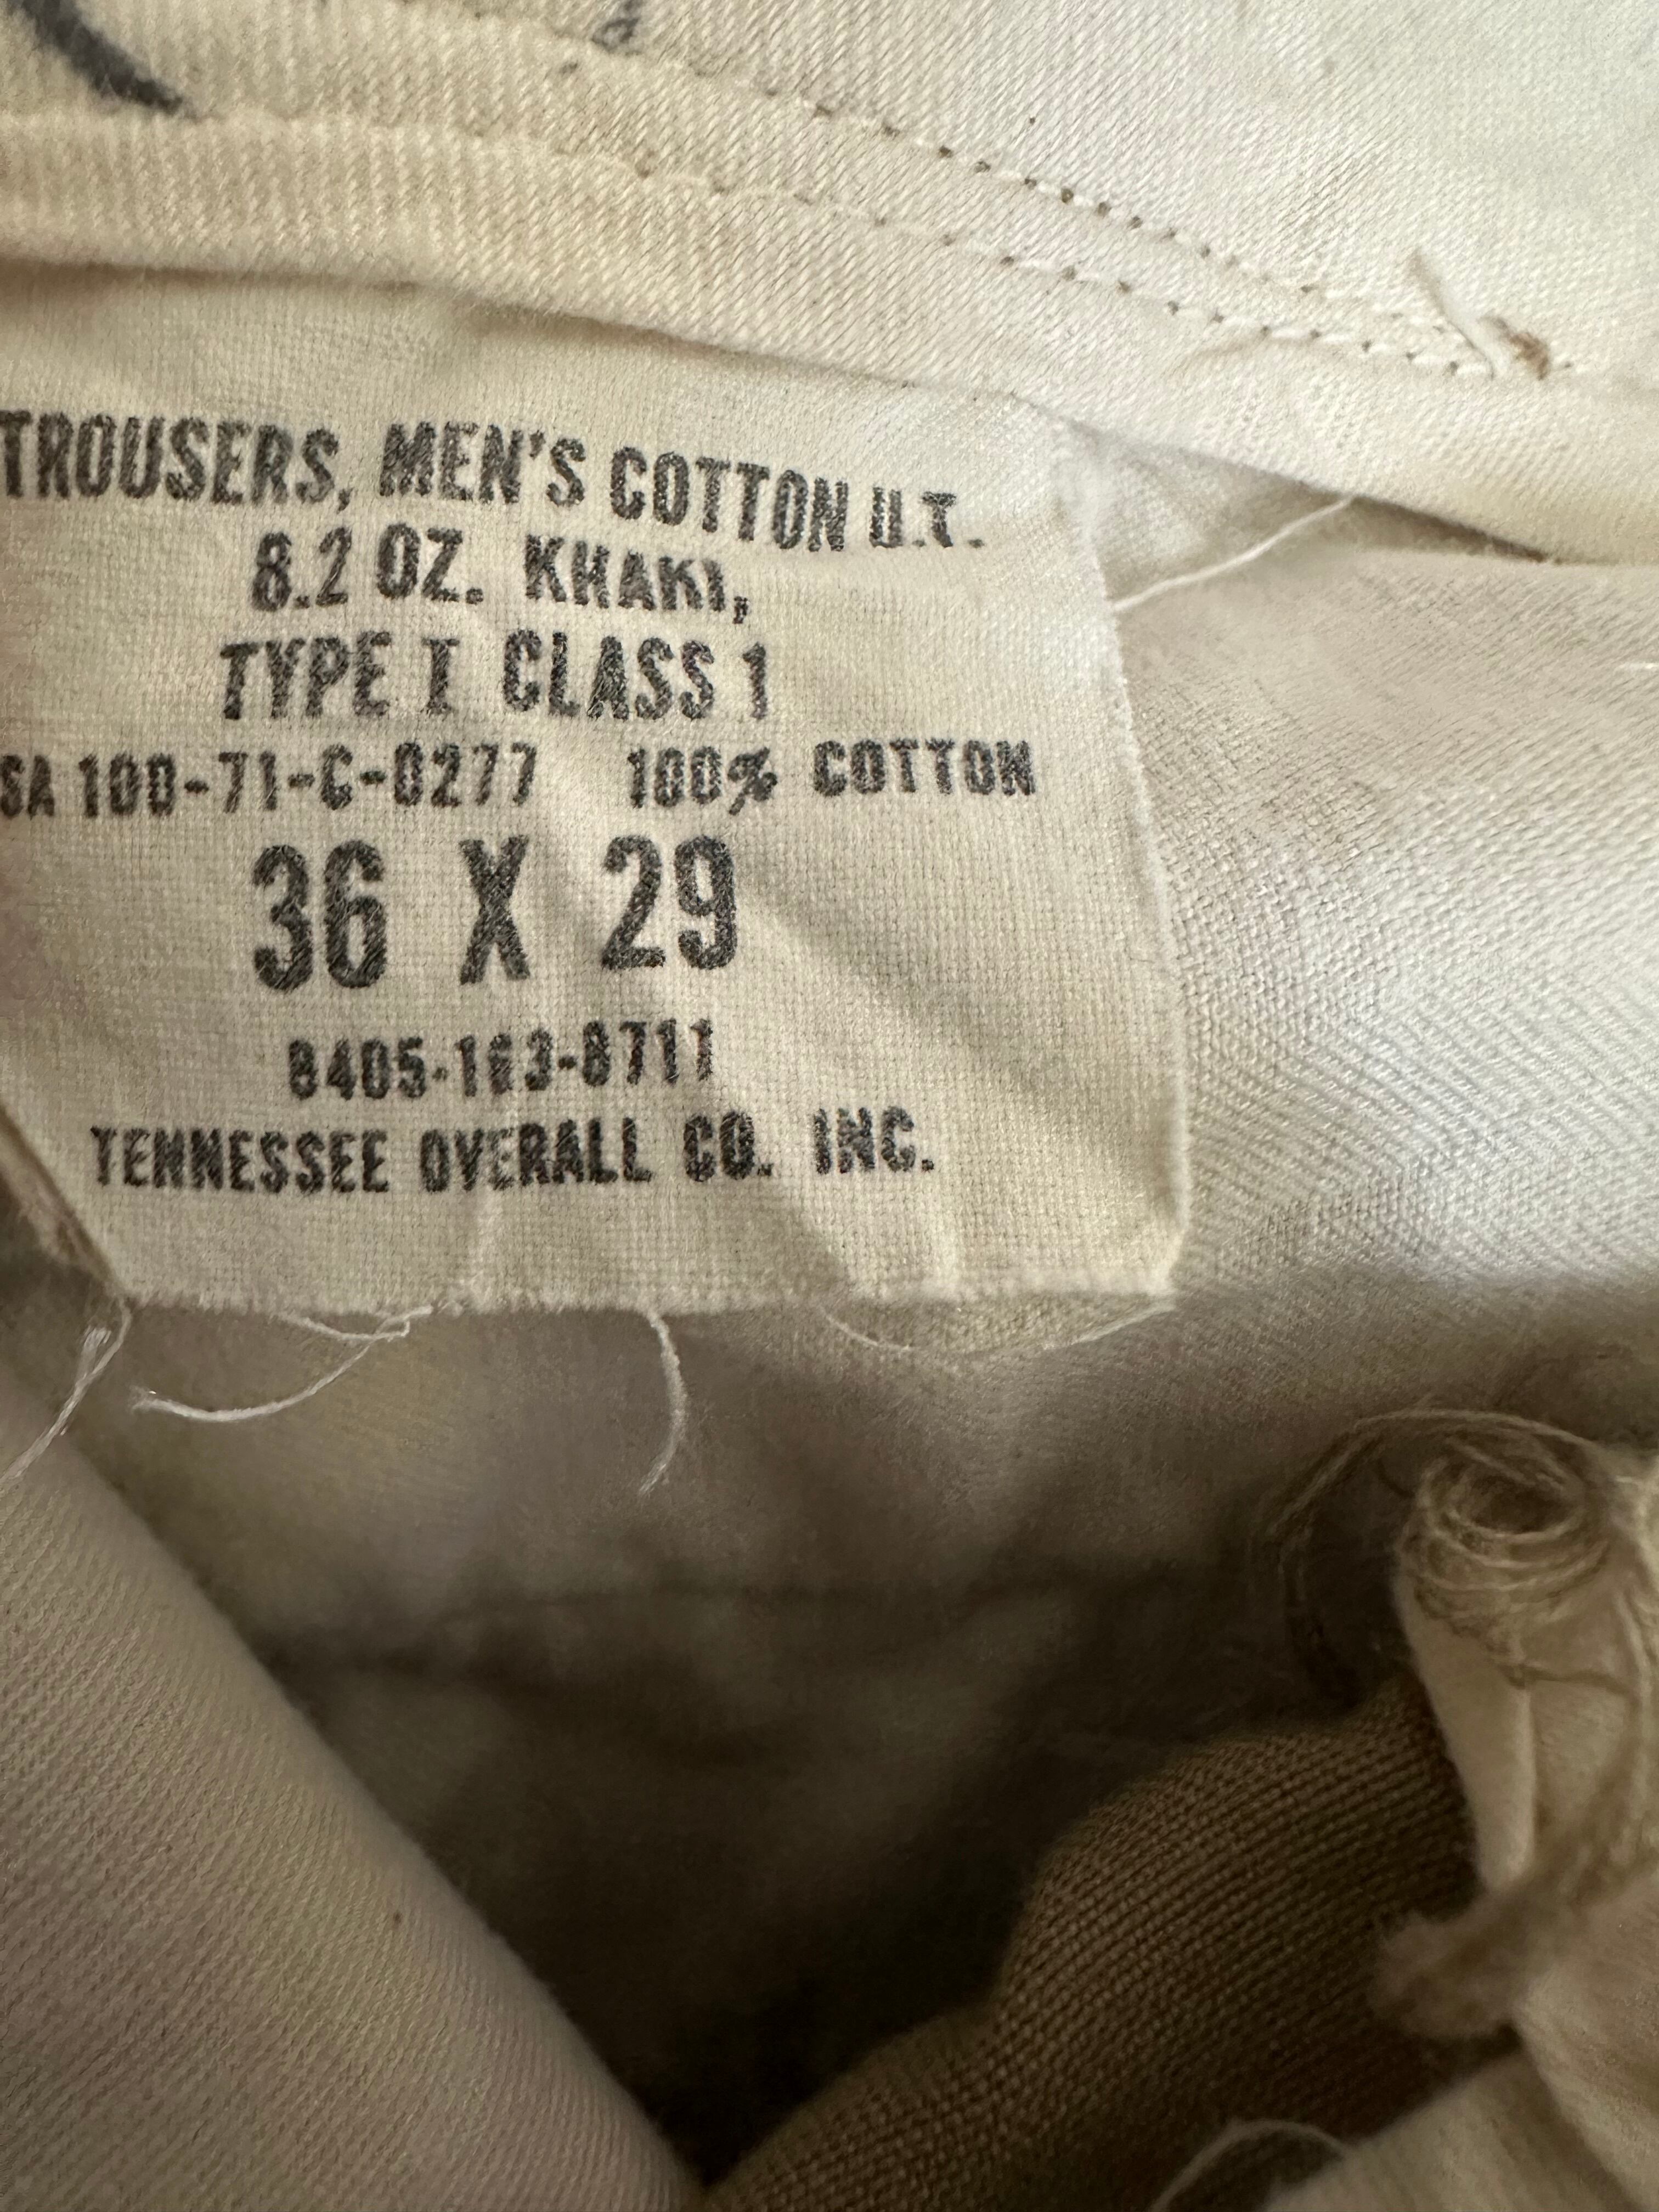 TROUSERS, MEN'S COTTON U.T.
8.2 OZ. KHAKI,
TYPE I CLASS 1
SA 100-71-C-0277 100% COTTON
36 X 29
8405-163-8711
TENNESSEE OVERALL CO. INC.